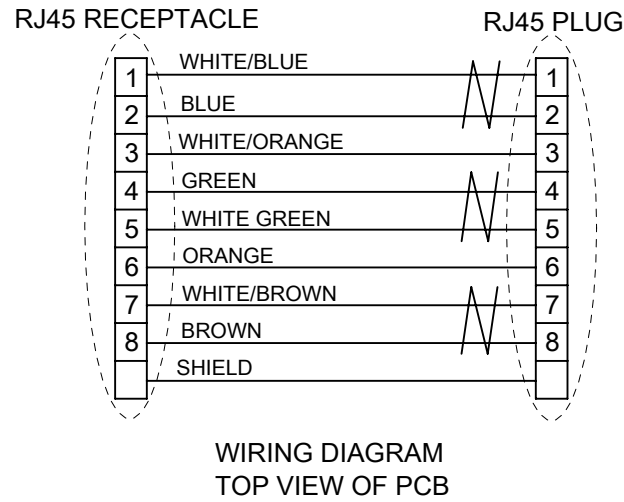 RJ45 RECEPTACLE RJ45 PLUG
1 WHITE/BLUE 1
2 BLUE 2
3 WHITE/ORANGE 3
4 GREEN 4
5 WHITE GREEN 5
6 ORANGE 6
7 WHITE/BROWN 7
8 BROWN 8
SHIELD
WIRING DIAGRAM
TOP VIEW OF PCB